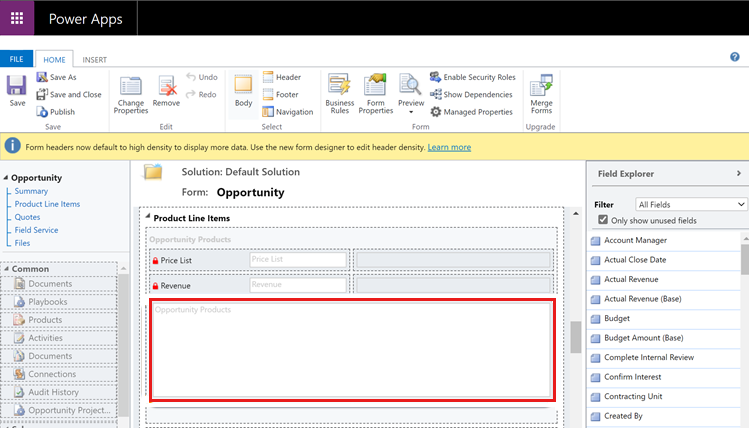 Power Apps
FILE
HOME
INSERT
Save
Save As
Save and Close
Publish
Save
Change
Properties
Remove
Undo
Redo
Edit
Body
Header
Footer
Navigation
Select
Business
Rules
Form
Properties
Preview
Enable Security Roles
Show Dependencies
Managed Properties
Form
Merge
Forms
Upgrade
Form headers now default to high density to display more data. Use the new form designer to edit header density. Learn more
Opportunity
Summary
Product Line Items
Quotes
Field Service
Files
Common
Documents
Playbooks
Products
Activities
Documents
Connections
Audit History
Opportunity Project...
Solution: Default Solution
Form: Opportunity
Product Line Items
Opportunity Products
Price List
Price List
Revenue
Revenue
Opportunity Products
Field Explorer
Filter
All Fields
Only show unused fields
Account Manager
Actual Close Date
Actual Revenue
Actual Revenue (Base)
Budget
Budget Amount (Base)
Complete Internal Review
Confirm Interest
Contracting Unit
Created By